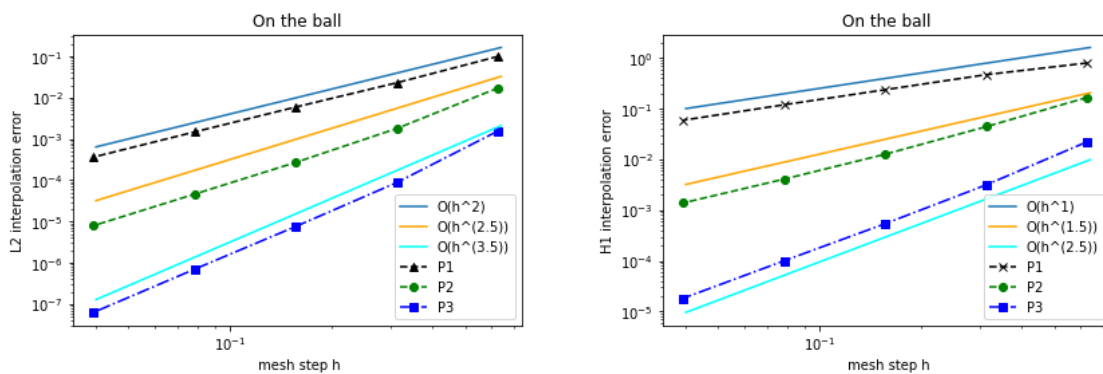 On the ball
L2 interpolation error
10⁻¹
10⁻²
10⁻³
10⁻⁴
10⁻⁵
10⁻⁶
10⁻⁷
O(h^2)
O(h^(2.5))
O(h^(3.5))
P1
P2
P3
10⁻¹
mesh step h
On the ball
H1 interpolation error
10⁰
10⁻¹
10⁻²
10⁻³
10⁻⁴
10⁻⁵
O(h^1)
O(h^(1.5))
O(h^(2.5))
P1
P2
P3
10⁻¹
mesh step h